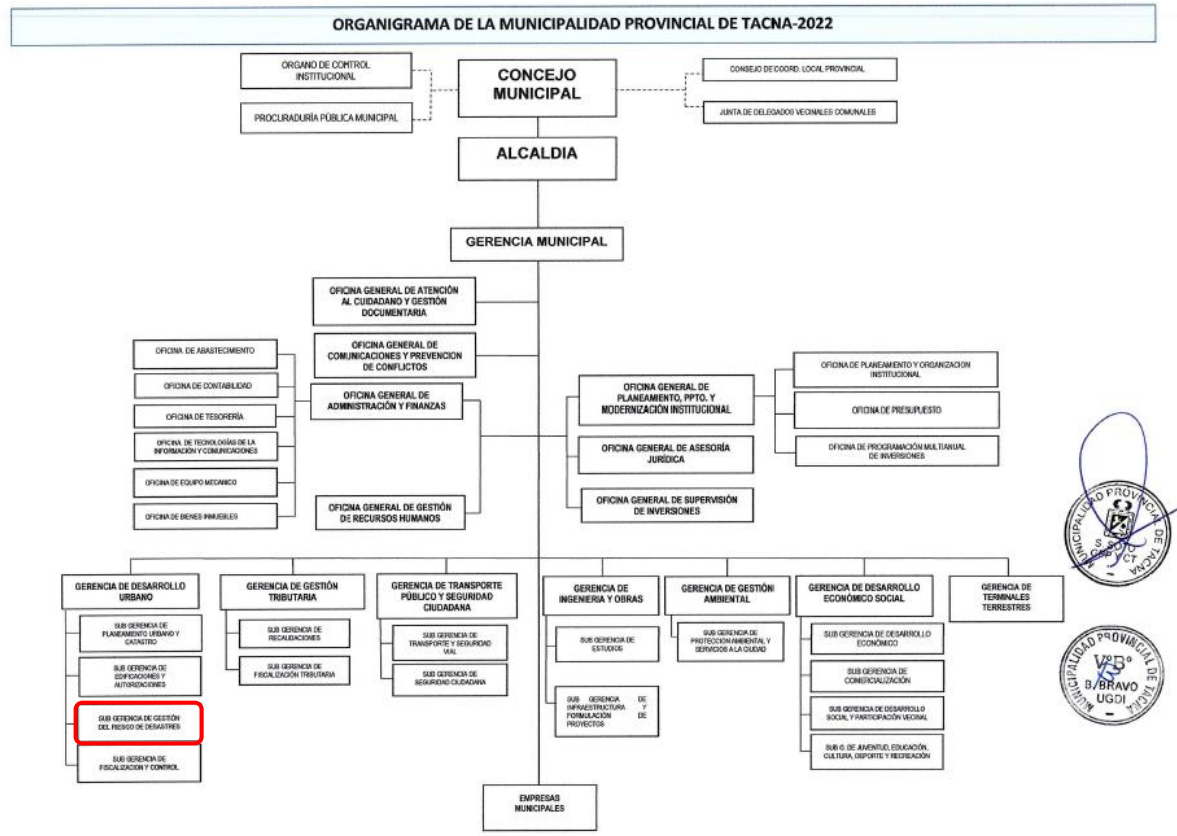 ORGANIGRAMA DE LA MUNICIPALIDAD PROVINCIAL DE TACNA-2022
ORGANO DE CONTROL
INSTITUCIONAL
PROCURADURÍA PÚBLICA MUNICIPAL
CONCEJO
MUNICIPAL
CONSEJO DE COORD. LOCAL PROVINCIAL
JUNTA DE DELEGADOS VECINALES COMUNALES
ALCALDIA
GERENCIA MUNICIPAL
OFICINA GENERAL DE ATENCIÓN
AL CUIDADANO Y GESTIÓN
DOCUMENTARIA
OFICINA GENERAL DE
COMUNICACIONES Y PREVENCION
DE CONFLICTOS
OFICINA GENERAL DE
ADMINISTRACIÓN Y FINANZAS
OFICINA DE ABASTECIMIENTO
OFICINA DE CONTABILIDAD
OFICINA DE TESORERÍA
OFICINA DE TECNOLOGÍAS DE LA
INFORMACIÓN Y COMUNICACIONES
OFICINA DE EQUIPO MECANICO
OFICINA DE BIENES INMUEBLES
OFICINA GENERAL DE GESTIÓN
DE RECURSOS HUMANOS
OFICINA GENERAL DE
PLANEAMIENTO, PPTO. Y
MODERNIZACIÓN INSTITUCIONAL
OFICINA DE PLANEAMIENTO Y ORGANIZACION
INSTITUCIONAL
OFICINA DE PRESUPUESTO
OFICINA DE PROGRAMACIÓN MULTIANUAL
DE INVERSIONES
OFICINA GENERAL DE ASESORÍA
JURÍDICA
OFICINA GENERAL DE SUPERVISIÓN
DE INVERSIONES
GERENCIA DE DESARROLLO
URBANO
SUB GERENCIA DE
PLANEAMIENTO URBANO Y
CATASTRO
SUB GERENCIA DE
EDIFICACIONES Y
AUTORIZACIONES
SUB GERENCIA DE GESTIÓN
DEL RIESGO DE DESASTRES
SUB GERENCIA DE
FISCALIZACION Y CONTROL
GERENCIA DE GESTIÓN
TRIBUTARIA
SUB GERENCIA DE
RECAUDACIONES
SUB GERENCIA DE
FISCALIZACIÓN TRIBUTARIA
GERENCIA DE TRANSPORTE
PÚBLICO Y SEGURIDAD
CIUDADANA
SUB GERENCIA DE
TRANSPORTE Y SEGURIDAD
VIAL
SUB GERENCIA DE
SEGURIDAD CIUDADANA
GERENCIA DE
INGENIERIA Y OBRAS
SUB GERENCIA DE
ESTUDIOS
SUB GERENCIA DE
INFRAESTRUCTURA Y
FORMULACIÓN DE
PROYECTOS
GERENCIA DE GESTIÓN
AMBIENTAL
SUB GERENCIA DE
PROTECCION AMBIENTAL Y
SERVICIOS A LA CIUDAD
GERENCIA DE DESARROLLO
ECONÓMICO SOCIAL
SUB GERENCIA DE DESARROLLO
ECONÓMICO
SUB GERENCIA DE
COMERCIALIZACIÓN
SUB GERENCIA DE DESARROLLO
SOCIAL Y PARTICIPACIÓN VECINAL
SUB G. DE JUVENTUD, EDUCACIÓN,
CULTURA, DEPORTE Y RECREACIÓN
GERENCIA DE
TERMINALES
TERRESTRES
EMPRESAS
MUNICIPALES
MUNICIPALIDAD PROVINCIAL DE TACNA
S. SOTO
MUNICIPALIDAD PROVINCIAL DE TACNA
V°B°
B. BRAVO
UGDI